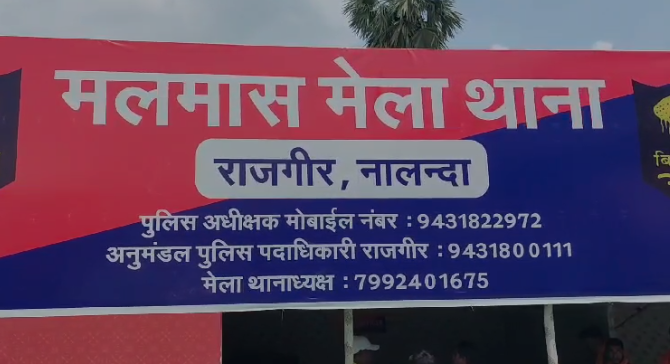 मलमास मेला थाना
राजगीर, नालन्दा
पुलिस अधीक्षक मोबाईल नंबर : 9431822972
अनुमंडल पुलिस पदाधिकारी राजगीर : 9431800111
मेला थानाध्यक्ष : 7992401675